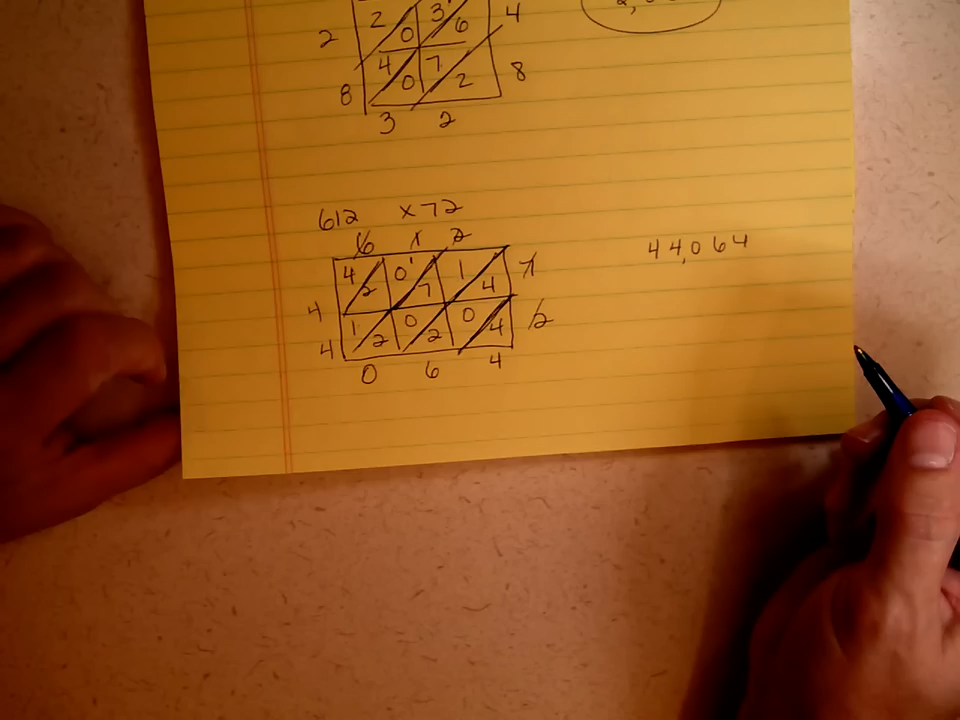 2 2 3 1 6 4
0
4 7
8 0 2 8
3 2
612 x72
6 1 2
4 2 0 1 7 1 4 7
4
1 2 0 2 0 4 2
4
0 6 4
44,064